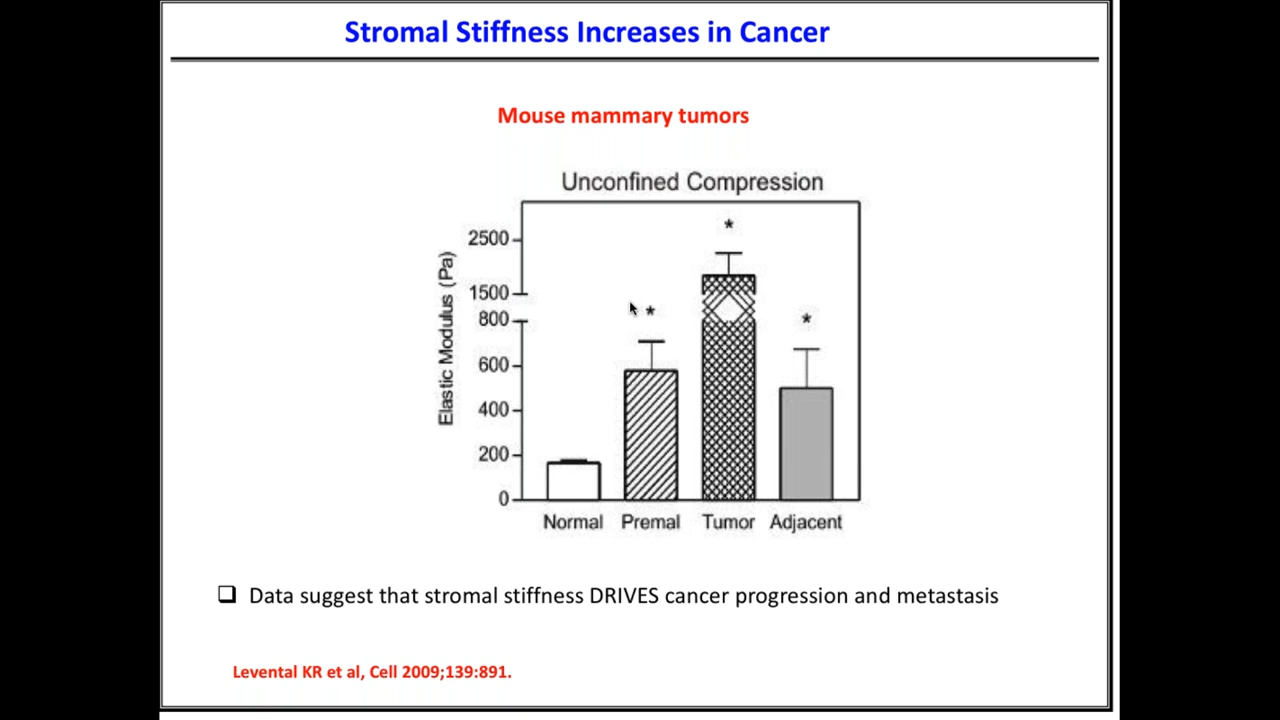 Stromal Stiffness Increases in Cancer
Mouse mammary tumors
Unconfined Compression
Elastic Modulus (Pa)
2500
1500
800
600
400
200
0
*
*
*
Normal Premal Tumor Adjacent
Data suggest that stromal stiffness DRIVES cancer progression and metastasis
Levental KR et al, Cell 2009;139:891.